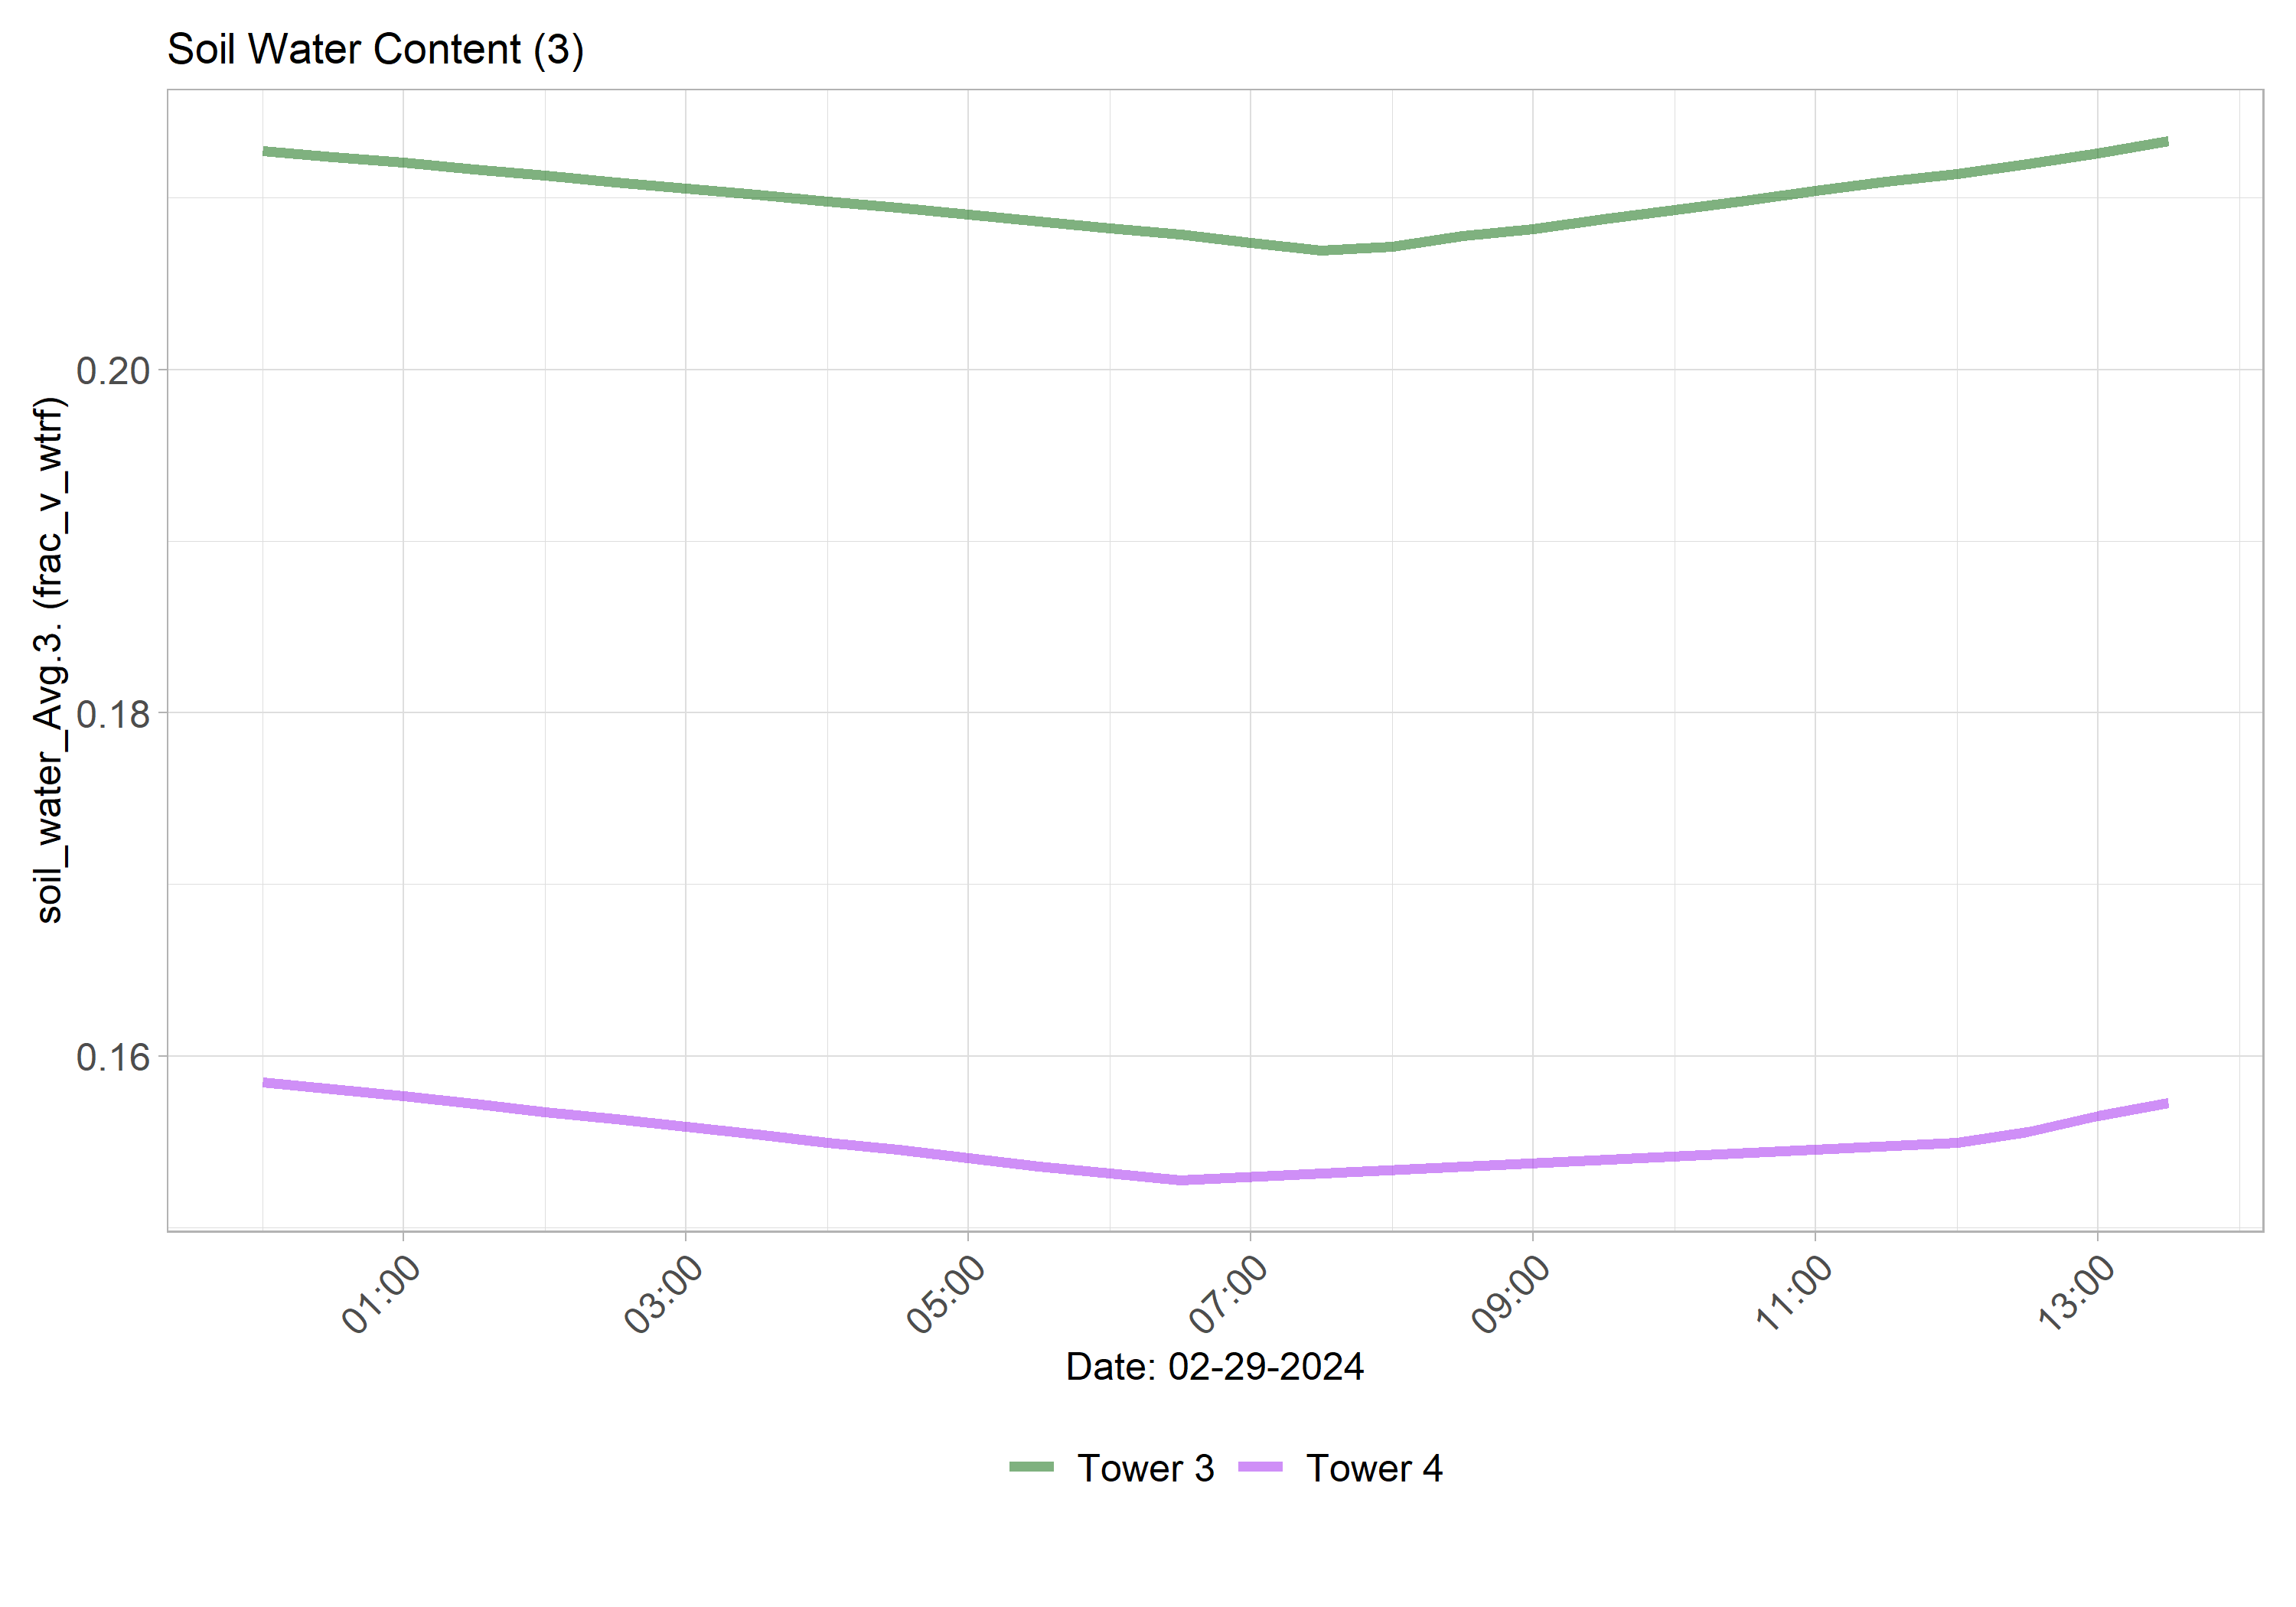 Soil Water Content (3)
soil_water_Avg.3. (frac_v_wtrf)
0.20
0.18
0.16
01:00
03:00
05:00
07:00
09:00
11:00
13:00
Date: 02-29-2024
Tower 3
Tower 4